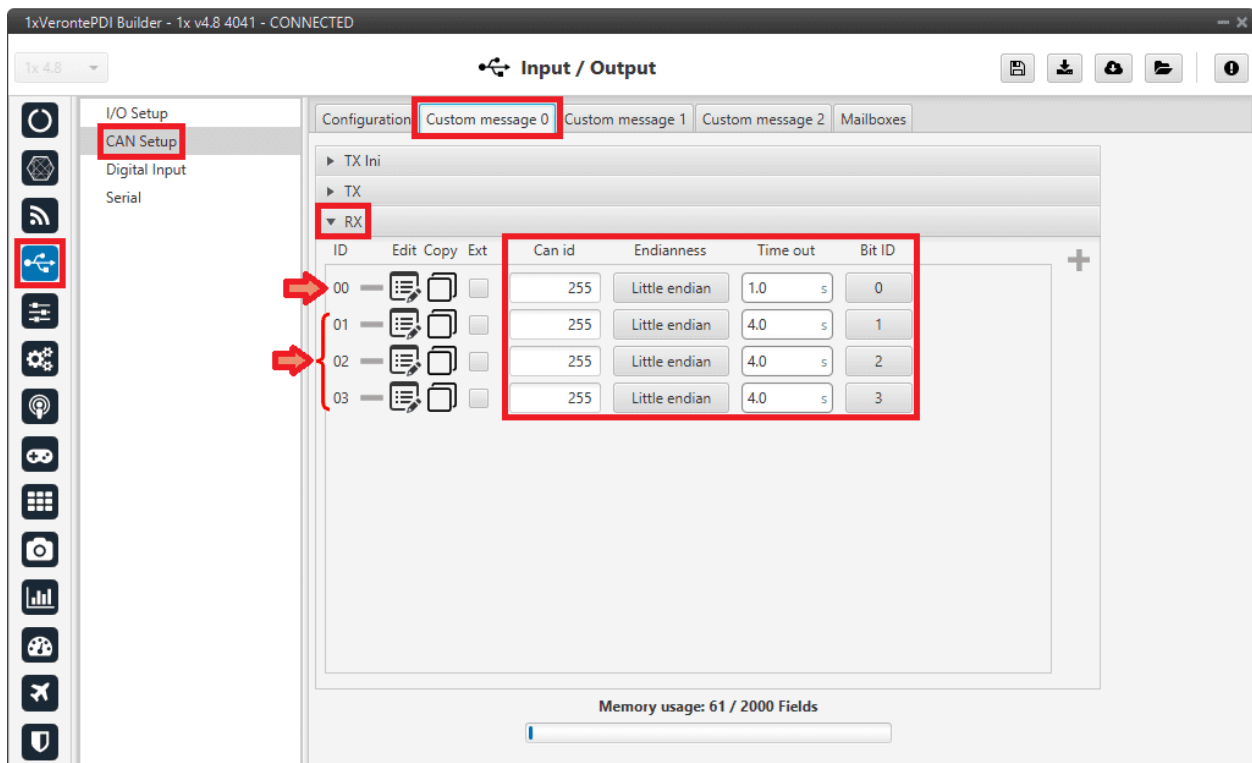 1xVerontePDI Builder - 1x v4.8 4041 - CONNECTED
1x 4.8
Input / Output
I/O Setup
CAN Setup
Digital Input
Serial
Configuration Custom message 0 Custom message 1 Custom message 2 Mailboxes
TX Ini
TX
RX
ID Edit Copy Ext Can id Endianness Time out Bit ID
00 255 Little endian 1.0 s 0
01 255 Little endian 4.0 s 1
02 255 Little endian 4.0 s 2
03 255 Little endian 4.0 s 3
Memory usage: 61 / 2000 Fields